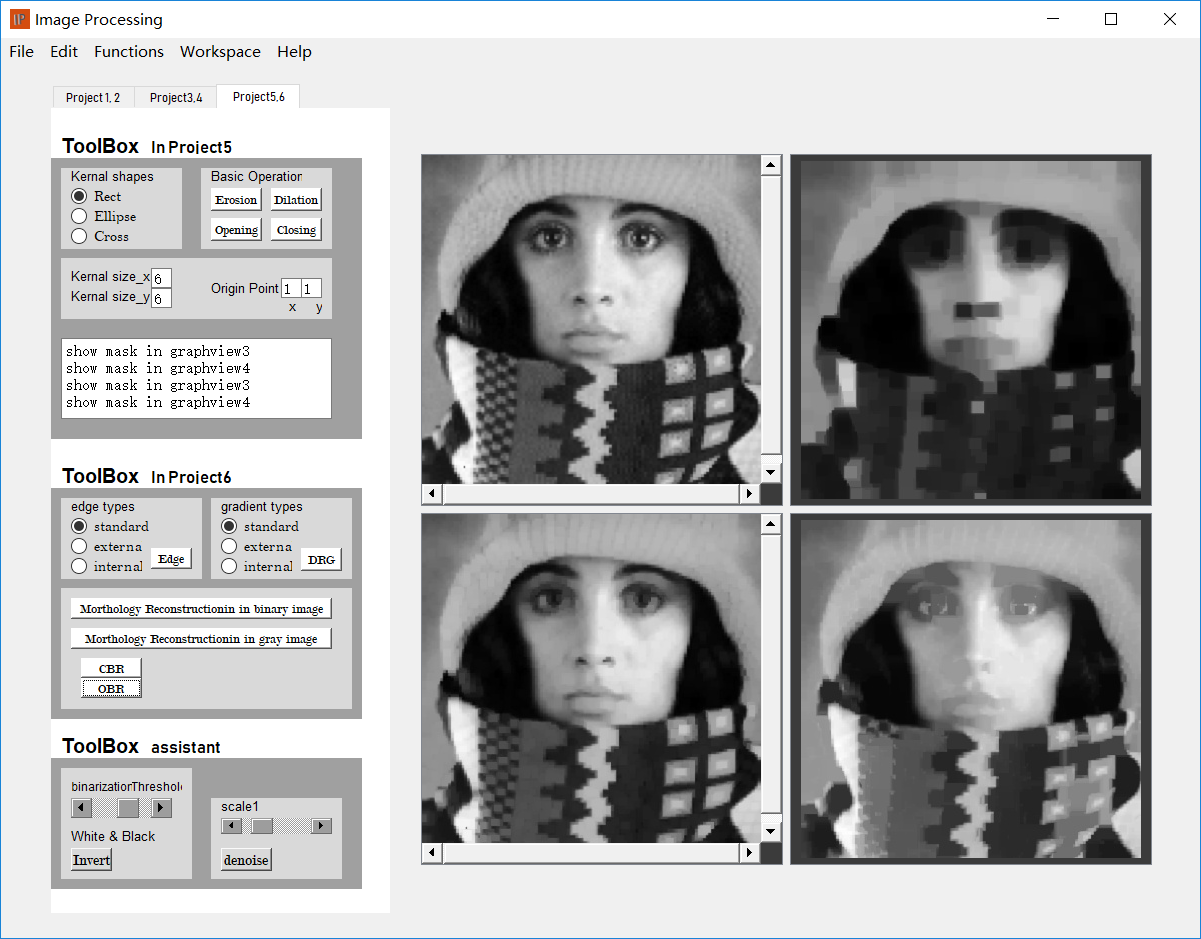 IP Image Processing
File Edit Functions Workspace Help
Project 1, 2 Project3,4 Project5,6
ToolBox In Project5
Kernal shapes
Rect
Ellipse
Cross
Basic Operation
Erosion Dilation
Opening Closing
Kernal size_x 6
Kernal size_y 6
Origin Point 1 1
x y
show mask in graphview3
show mask in graphview4
show mask in graphview3
show mask in graphview4
ToolBox In Project6
edge types
standard
externa
internal
Edge
gradient types
standard
externa
internal
DRG
Morthology Reconstructionin in binary image
Morthology Reconstructionin in gray image
CBR
OBR
ToolBox assistant
binarizatiorThreshol
White & Black
Invert
scale1
denoise